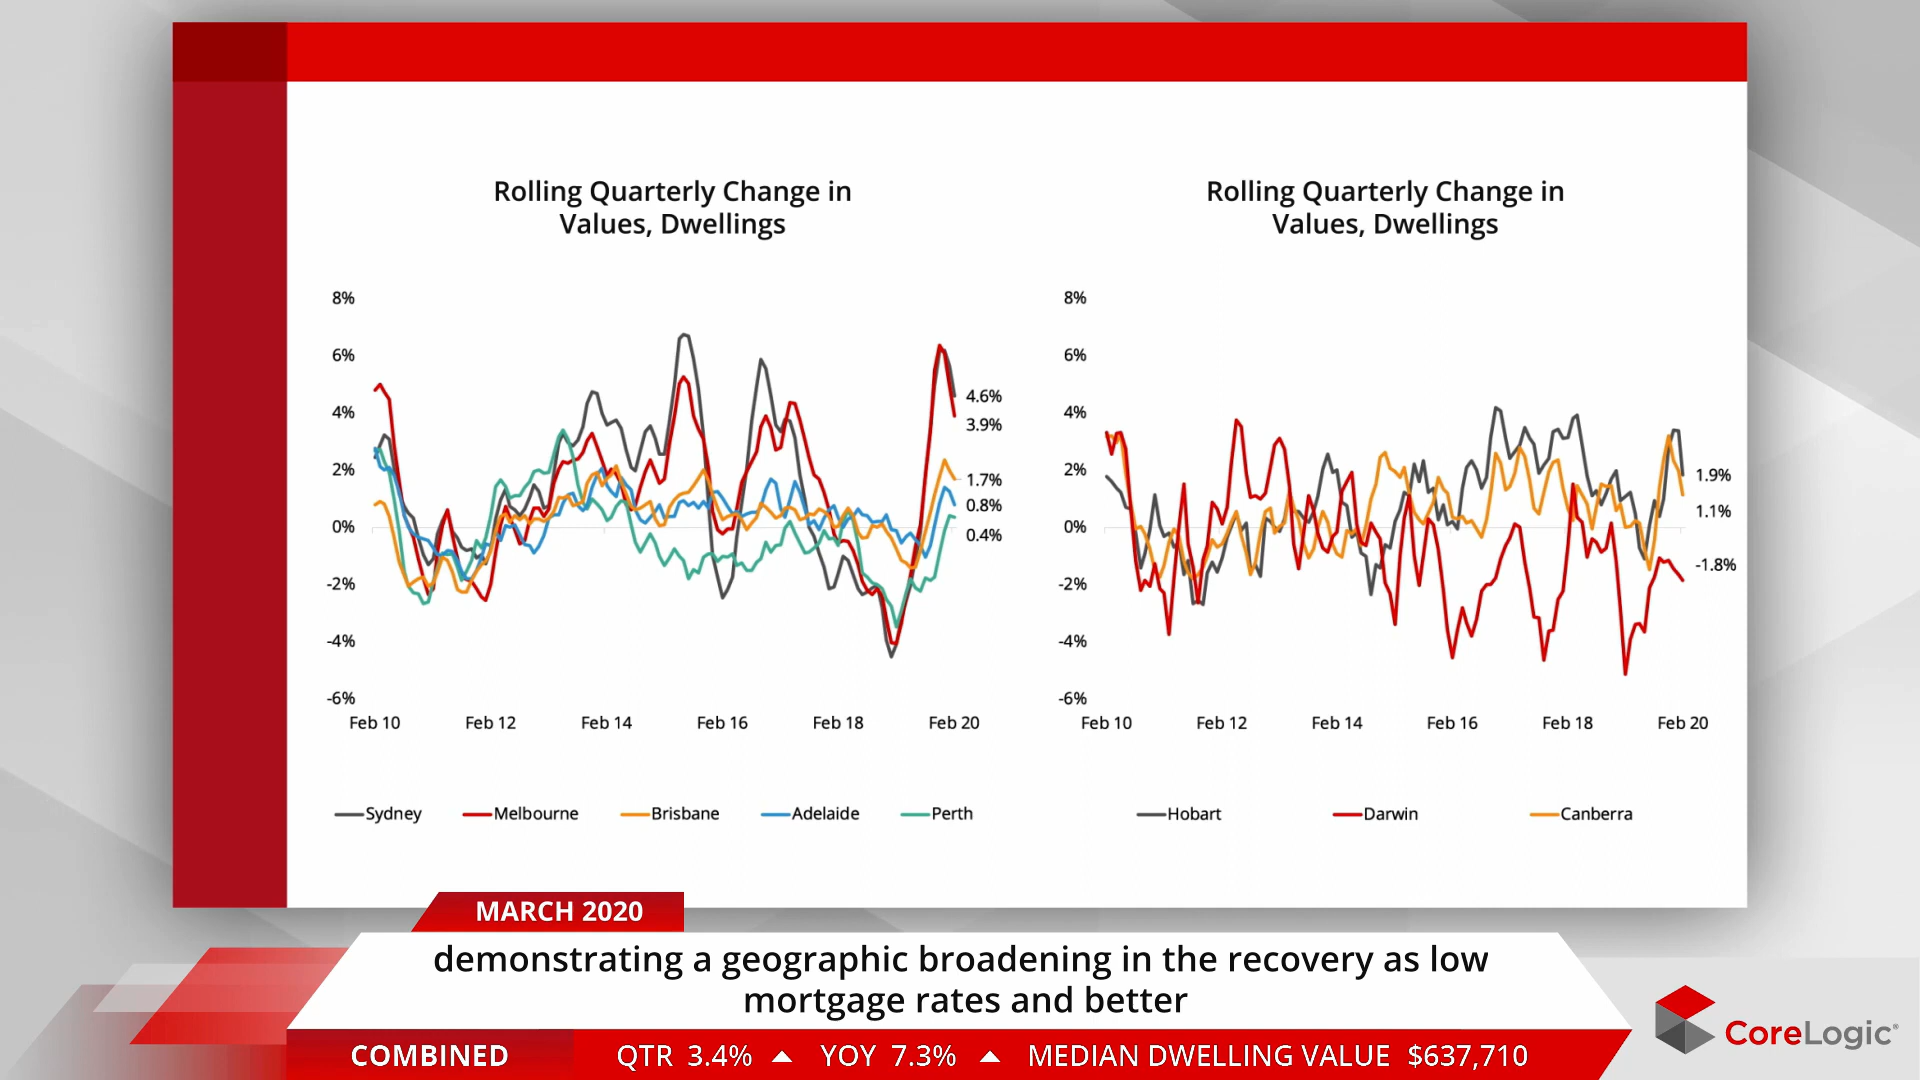 Rolling Quarterly Change in
Values, Dwellings
8%
6%
4%
2%
0%
-2%
-4%
-6%
4.6%
3.9%
1.7%
0.8%
0.4%
Feb 10 Feb 12 Feb 14 Feb 16 Feb 18 Feb 20
Sydney Melbourne Brisbane Adelaide Perth
Rolling Quarterly Change in
Values, Dwellings
8%
6%
4%
2%
0%
-2%
-4%
-6%
1.9%
1.1%
-1.8%
Feb 10 Feb 12 Feb 14 Feb 16 Feb 18 Feb 20
Hobart Darwin Canberra
MARCH 2020
demonstrating a geographic broadening in the recovery as low
mortgage rates and better
COMBINED QTR 3.4% ▲ YOY 7.3% ▲ MEDIAN DWELLING VALUE $637,710
CoreLogic®